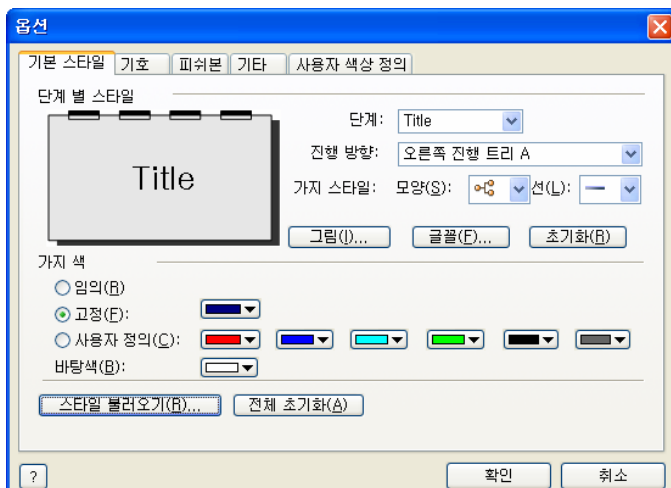 옵션
기본 스타일 기호 피쉬본 기타 사용자 색상 정의
단계 별 스타일
Title
단계: Title
진행 방향: 오른쪽 진행 트리 A
가지 스타일: 모양(S): 선(L):
그림(I)... 글꼴(F)... 초기화(R)
가지 색
임의(R)
고정(F):
사용자 정의(C):
바탕색(B):
스타일 불러오기(R)... 전체 초기화(A)
? 확인 취소